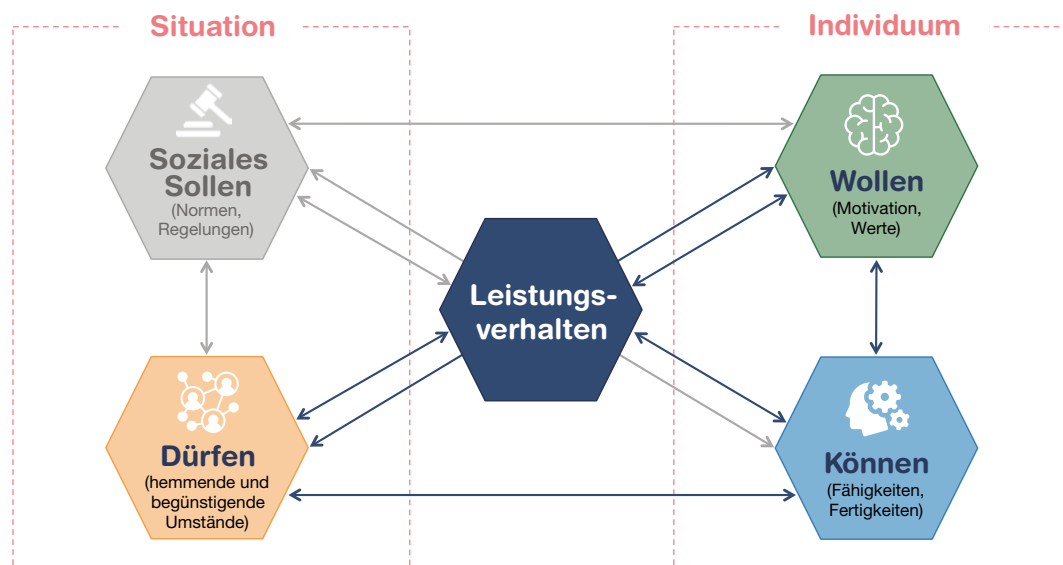 Situation
Individuum
Soziales
Sollen
(Normen,
Regelungen)
Wollen
(Motivation,
Werte)
Leistungs-
verhalten
Dürfen
(hemmende und
begünstigende
Umstände)
Können
(Fähigkeiten,
Fertigkeiten)